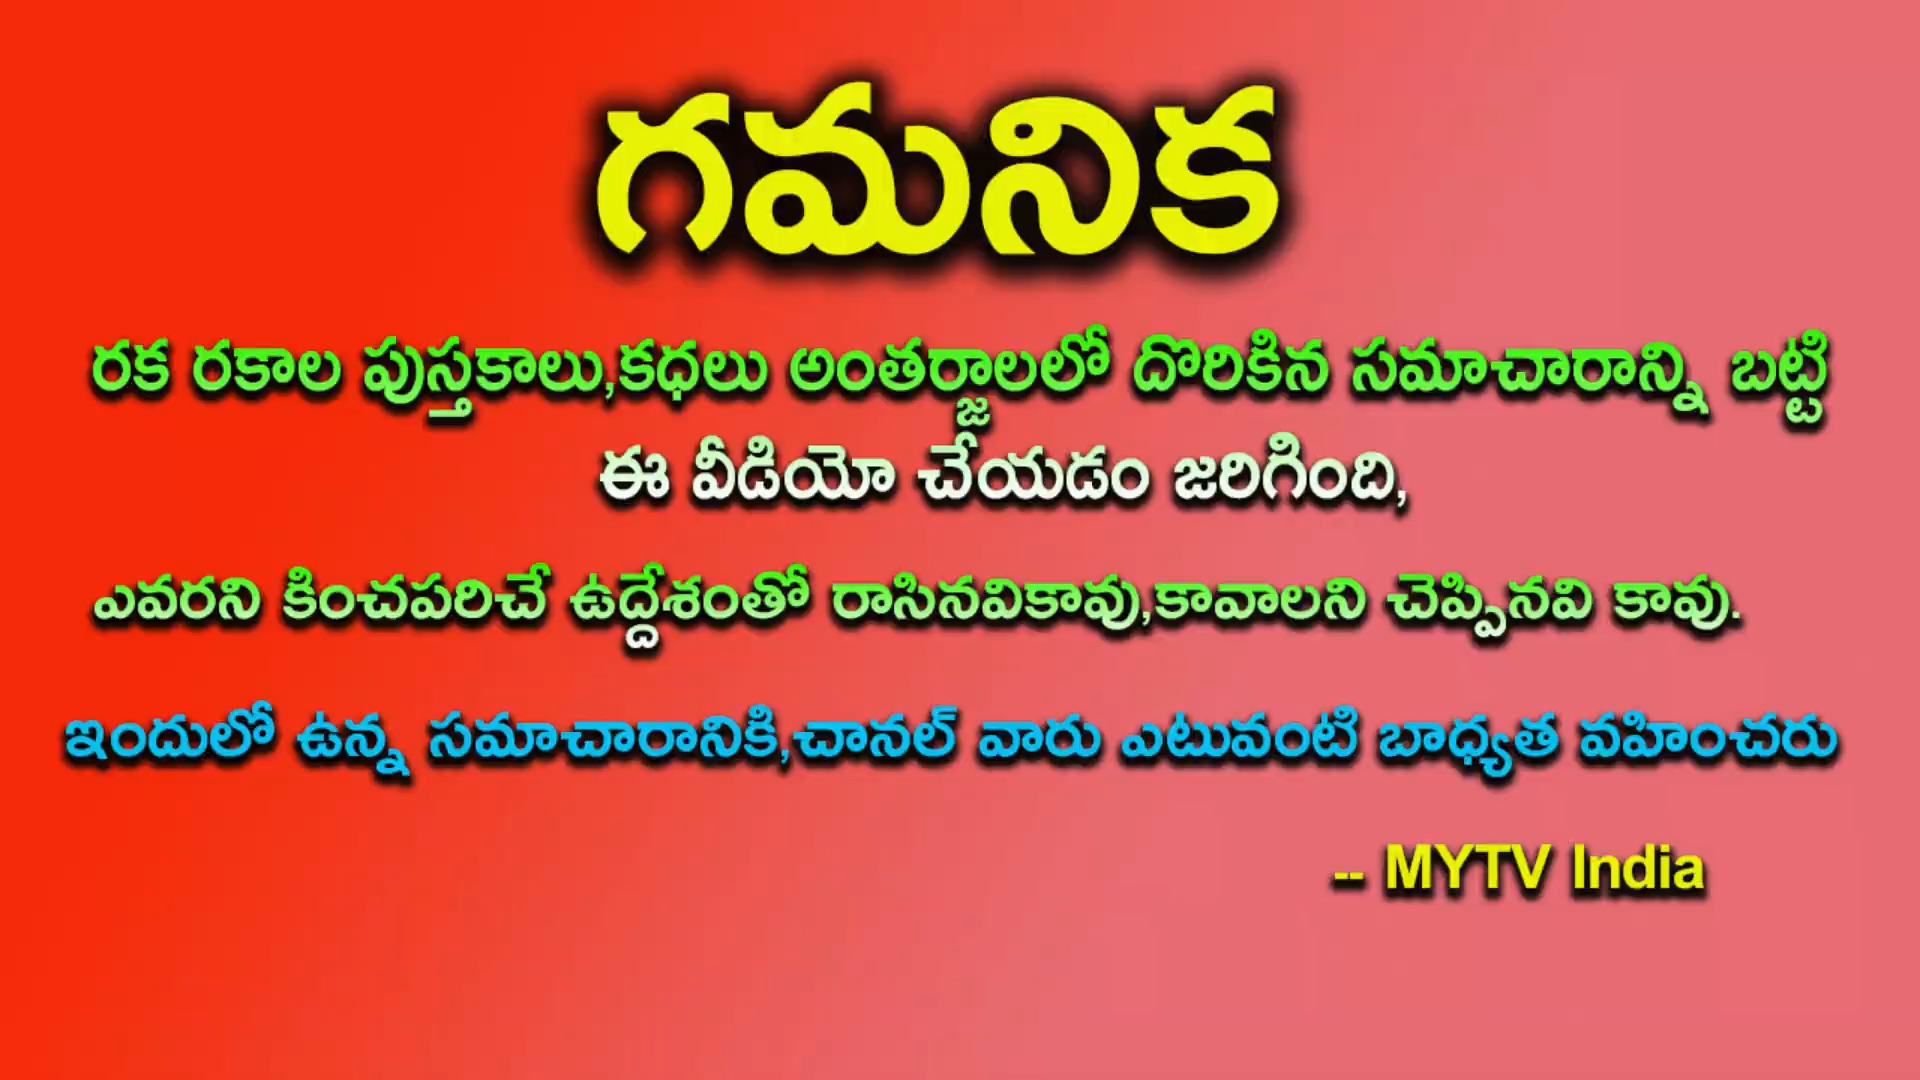 గమనిక
రక రకాల పుస్తకాలు,కధలు అంతర్జాలలో దొరికిన సమాచారాన్ని బట్టి
ఈ వీడియో చేయడం జరిగింది,
ఎవరని కించపరిచే ఉద్దేశంతో రాసినవికావు,కావాలని చెప్పినవి కావు.
ఇందులో ఉన్న సమాచారానికి,చానల్ వారు ఎటువంటి బాధ్యత వహించరు
-- MYTV India